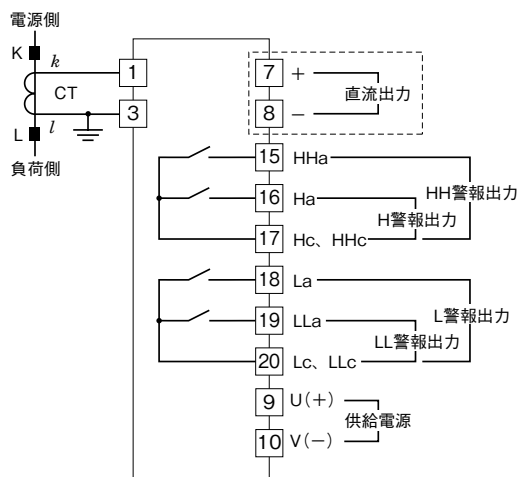 電源側
K
k
CT
L
l
負荷側
1
3
7 +
8 −
直流出力
15 HHa
16 Ha
17 Hc、HHc
H警報出力
HH警報出力
18 La
19 LLa
20 Lc、LLc
LL警報出力
L警報出力
9 U(+)
10 V(−)
供給電源